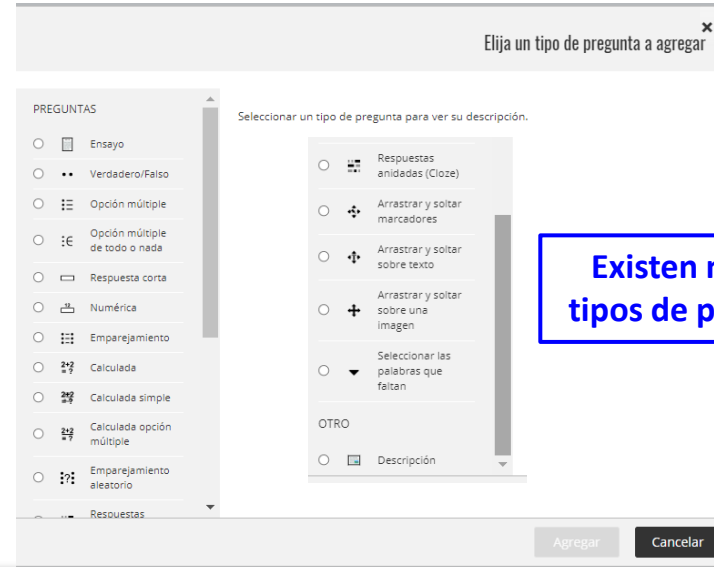 Elija un tipo de pregunta a agregar
PREGUNTAS
Ensayo
Verdadero/Falso
Opción múltiple
Opción múltiple
de todo o nada
Respuesta corta
Numérica
Emparejamiento
Calculada
Calculada simple
Calculada opción
múltiple
Emparejamiento
aleatorio
Respuestas
Seleccionar un tipo de pregunta para ver su descripción.
Respuestas
anidadas (Cloze)
Arrastrar y soltar
marcadores
Arrastrar y soltar
sobre texto
Arrastrar y soltar
sobre una
imagen
Seleccionar las
palabras que
faltan
OTRO
Descripción
Existen
tipos de
Agregar
Cancelar